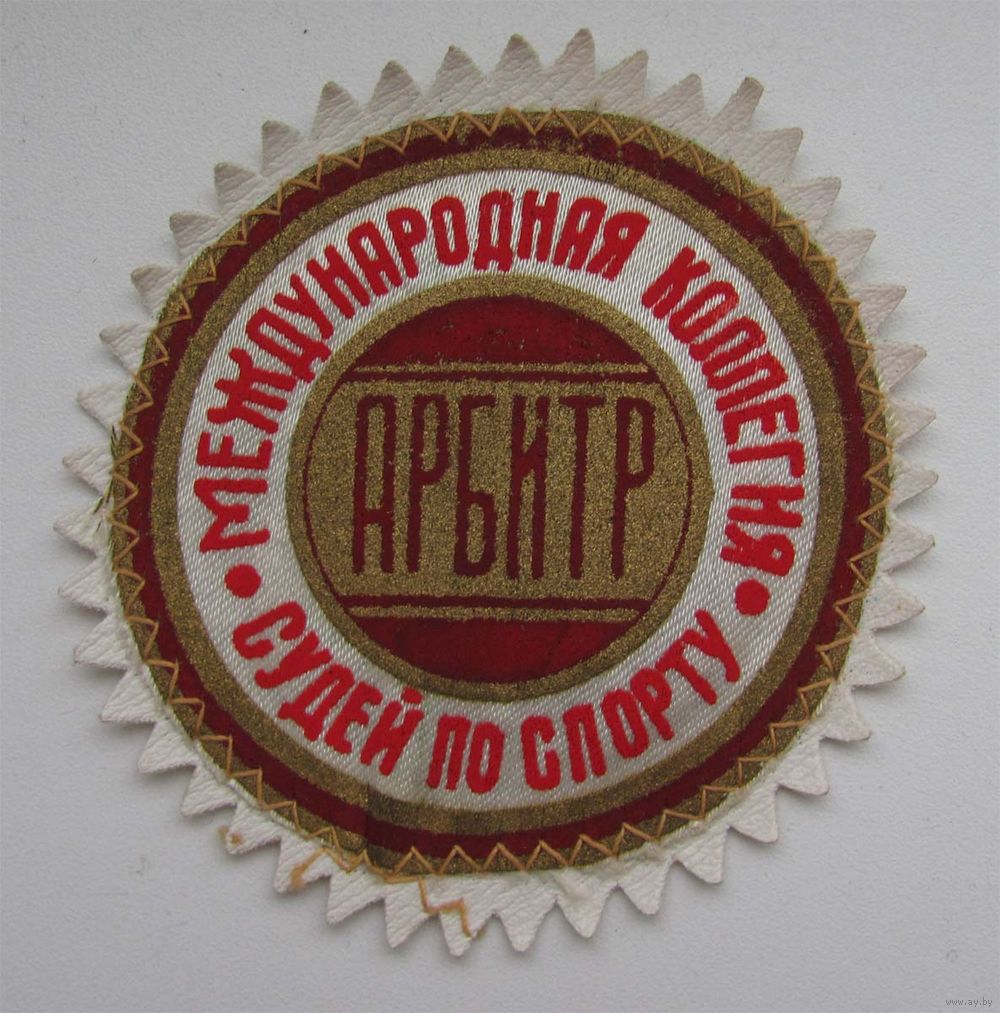 МЕЖДУНАРОДНАЯ КОЛЛЕГИЯ
АРБИТР
• СУДЕЙ ПО СПОРТУ •
www.ay.by